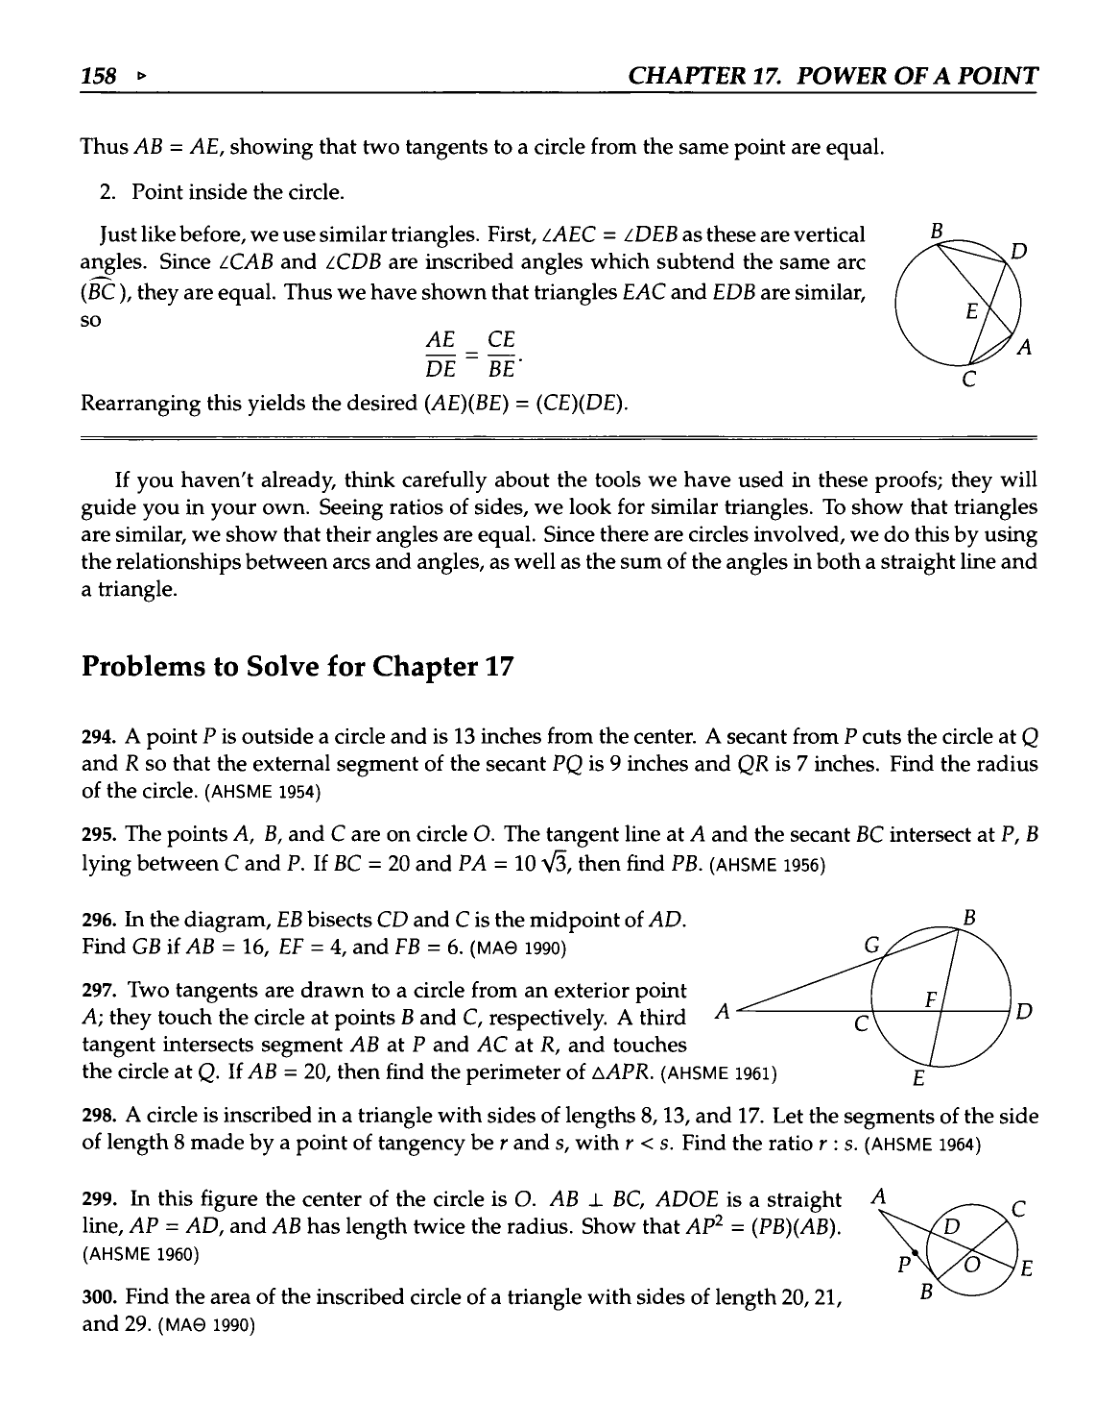 158 ▹ CHAPTER 17. POWER OF A POINT
Thus AB = AE, showing that two tangents to a circle from the same point are equal.
2. Point inside the circle.
Just like before, we use similar triangles. First, ∠AEC = ∠DEB as these are vertical
angles. Since ∠CAB and ∠CDB are inscribed angles which subtend the same arc
(B͡C), they are equal. Thus we have shown that triangles EAC and EDB are similar,
so
AE/DE = CE/BE.
Rearranging this yields the desired (AE)(BE) = (CE)(DE).
B
D
E
A
C
If you haven't already, think carefully about the tools we have used in these proofs; they will
guide you in your own. Seeing ratios of sides, we look for similar triangles. To show that triangles
are similar, we show that their angles are equal. Since there are circles involved, we do this by using
the relationships between arcs and angles, as well as the sum of the angles in both a straight line and
a triangle.
Problems to Solve for Chapter 17
294. A point P is outside a circle and is 13 inches from the center. A secant from P cuts the circle at Q
and R so that the external segment of the secant PQ is 9 inches and QR is 7 inches. Find the radius
of the circle. (AHSME 1954)
295. The points A, B, and C are on circle O. The tangent line at A and the secant BC intersect at P, B
lying between C and P. If BC = 20 and PA = 10 √3, then find PB. (AHSME 1956)
296. In the diagram, EB bisects CD and C is the midpoint of AD.
Find GB if AB = 16, EF = 4, and FB = 6. (MAΘ 1990)
297. Two tangents are drawn to a circle from an exterior point
A; they touch the circle at points B and C, respectively. A third
tangent intersects segment AB at P and AC at R, and touches
the circle at Q. If AB = 20, then find the perimeter of △APR. (AHSME 1961)
B
G
F
A
C
D
E
298. A circle is inscribed in a triangle with sides of lengths 8, 13, and 17. Let the segments of the side
of length 8 made by a point of tangency be r and s, with r < s. Find the ratio r : s. (AHSME 1964)
299. In this figure the center of the circle is O. AB ⊥ BC, ADOE is a straight
line, AP = AD, and AB has length twice the radius. Show that AP² = (PB)(AB).
(AHSME 1960)
A
C
D
P
O
E
B
300. Find the area of the inscribed circle of a triangle with sides of length 20, 21,
and 29. (MAΘ 1990)